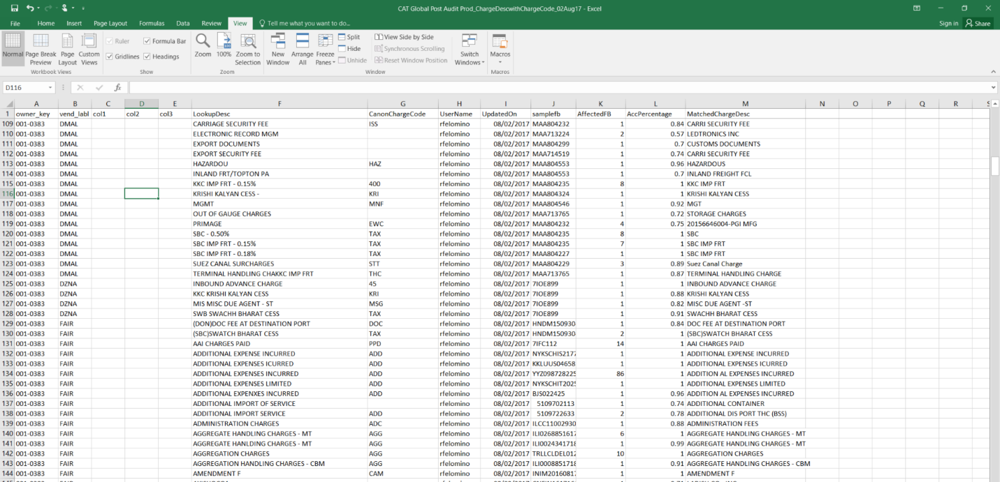 CAT Global Post Audit Prod_ChargeDescwithChargeCode_02Aug17 - Excel
File Home Insert Page Layout Formulas Data Review View Tell me what you want to do... Sign in Share
Normal Page Break Preview Page Layout Custom Views Workbook Views
Ruler Formula Bar Gridlines Headings Show
Zoom 100% Zoom to Selection Zoom
New Window Arrange All Freeze Panes Split Hide Unhide View Side by Side Synchronous Scrolling Reset Window Position Switch Windows Window
Macros Macros
D116 fx
A B C D E F G H I J K L M N O P Q R S
1 owner_key vend_labl col1 col2 col3 LookupDesc CanonChargeCode UserName UpdatedOn samplefb AffectedFB AccPercentage MatchedChargeDesc
109 001-0383 DMAL CARRIAGE SECURITY FEE ISS rfelomino 08/02/2017 MAA804232 1 0.84 CARRI SECURITY FEE
110 001-0383 DMAL ELECTRONIC RECORD MGM rfelomino 08/02/2017 MAA713224 2 0.57 LEDTRONICS INC
111 001-0383 DMAL EXPORT DOCUMENTS rfelomino 08/02/2017 MAA804299 1 0.7 CUSTOMS DOCUMENTS
112 001-0383 DMAL EXPORT SECURITY FEE rfelomino 08/02/2017 MAA714519 1 0.74 CARRI SECURITY FEE
113 001-0383 DMAL HAZARDOU HAZ rfelomino 08/02/2017 MAA804553 1 0.96 HAZARDOUS
114 001-0383 DMAL INLAND FRT/TOPTON PA rfelomino 08/02/2017 MAA804553 1 0.7 INLAND FREIGHT FCL
115 001-0383 DMAL KKC IMP FRT - 0.15% 400 rfelomino 08/02/2017 MAA804235 8 1 KKC IMP FRT
116 001-0383 DMAL KRISHI KALYAN CESS - KRI rfelomino 08/02/2017 MAA804324 1 1 KRISHI KALYAN CESS
117 001-0383 DMAL MGMT MNF rfelomino 08/02/2017 MAA804546 1 0.92 MGT
118 001-0383 DMAL OUT OF GAUGE CHARGES rfelomino 08/02/2017 MAA713765 1 0.72 STORAGE CHARGES
119 001-0383 DMAL PRIMAGE EWC rfelomino 08/02/2017 MAA804232 4 0.75 20156646004-PGI MFG
120 001-0383 DMAL SBC - 0.50% TAX rfelomino 08/02/2017 MAA804235 8 1 SBC
121 001-0383 DMAL SBC IMP FRT - 0.15% TAX rfelomino 08/02/2017 MAA804235 7 1 SBC IMP FRT
122 001-0383 DMAL SBC IMP FRT - 0.18% TAX rfelomino 08/02/2017 MAA804227 1 1 SBC IMP FRT
123 001-0383 DMAL SUEZ CANAL SURCHARGES STT rfelomino 08/02/2017 MAA804229 3 0.89 Suez Canal Charge
124 001-0383 DMAL TERMINAL HANDLING CHAKKC IMP FRT THC rfelomino 08/02/2017 MAA713765 1 0.87 TERMINAL HANDLING CHARGE
125 001-0383 DZNA INBOUND ADVANCE CHARGE 45 rfelomino 08/02/2017 7IOE899 1 1 INBOUND ADVANCE CHARGE
126 001-0383 DZNA KKC KRISHI KALYAN CESS KRI rfelomino 08/02/2017 7IOE899 1 0.88 KRISHI KALYAN CESS
127 001-0383 DZNA MIS MISC DUE AGENT - ST MSG rfelomino 08/02/2017 7IOE899 1 0.82 MISC DUE AGENT -ST
128 001-0383 DZNA SWB SWACHH BHARAT CESS TAX rfelomino 08/02/2017 7IOE899 1 0.91 SWACHH BHARAT CESS
129 001-0383 FAIR (DON)DOC FEE AT DESTINATION PORT DOC rfelomino 08/02/2017 HNDM150930 1 0.84 DOC FEE AT DESTINATION PORT
130 001-0383 FAIR (SBC)SWATCH BHARAT CESS TAX rfelomino 08/02/2017 HNDM150930 2 1 (SBC)SWATCH BHARAT CESS
131 001-0383 FAIR AAI CHARGES PAID PPD rfelomino 08/02/2017 7IFC112 14 1 AAI CHARGES PAID
132 001-0383 FAIR ADDITIONAL EXPENSE INCURRED ADD rfelomino 08/02/2017 NYKSCHIS2177 1 1 ADDITIONAL EXPENSE INCURRED
133 001-0383 FAIR ADDITIONAL EXPENSES ICURRED ADD rfelomino 08/02/2017 KKLUUS04658 1 1 ADDITIONAL EXPENSES ICURRED
134 001-0383 FAIR ADDITIONAL EXPENSES INCURRED ADD rfelomino 08/02/2017 YYZ098728225 86 1 ADDITION AL EXPENSES INCURRED
135 001-0383 FAIR ADDITIONAL EXPENSES LIMITED ADD rfelomino 08/02/2017 NYKSCHIT2025 1 1 ADDITIONAL EXPENSES LIMITED
136 001-0383 FAIR ADDITIONAL EXPENXES INCURRED ADD rfelomino 08/02/2017 BJS022425 1 0.96 ADDITION AL EXPENSES INCURRED
137 001-0383 FAIR ADDITIONAL IMPORT OF SERVICE rfelomino 08/02/2017 5109702113 1 0.74 ADDITIONAL CONTAINER
138 001-0383 FAIR ADDITIONAL IMPORT SERVICE ADD rfelomino 08/02/2017 5109722633 2 0.78 ADDITIONAL DIS PORT THC (BSS)
139 001-0383 FAIR ADMINISTRATION CHARGES ADC rfelomino 08/02/2017 ILCC11002930 1 0.88 ADMINISTRATION FEES
140 001-0383 FAIR AGGREGATE HANDLING CHARGES - MT AGG rfelomino 08/02/2017 ILI026885161 6 1 AGGREGATE HANDLING CHARGES - MT
141 001-0383 FAIR AGGREGATE HANLDING CHARGES - MT AGG rfelomino 08/02/2017 ILI0024341718 1 0.99 AGGREGATE HANDLING CHARGES - MT
142 001-0383 FAIR AGGREGATION CHARGES AGG rfelomino 08/02/2017 TRLLCLDEL012 10 1 AGGREGATION CHARGES
143 001-0383 FAIR AGGREGATION HANDLING CHARGES - CBM AGG rfelomino 08/02/2017 ILI0008851718 1 0.91 AGGREGATE HANDLING CHARGES - CBM
144 001-0383 FAIR AMENDMENT F CAM rfelomino 08/02/2017 INIM20160817 1 1 AMENDMENT F